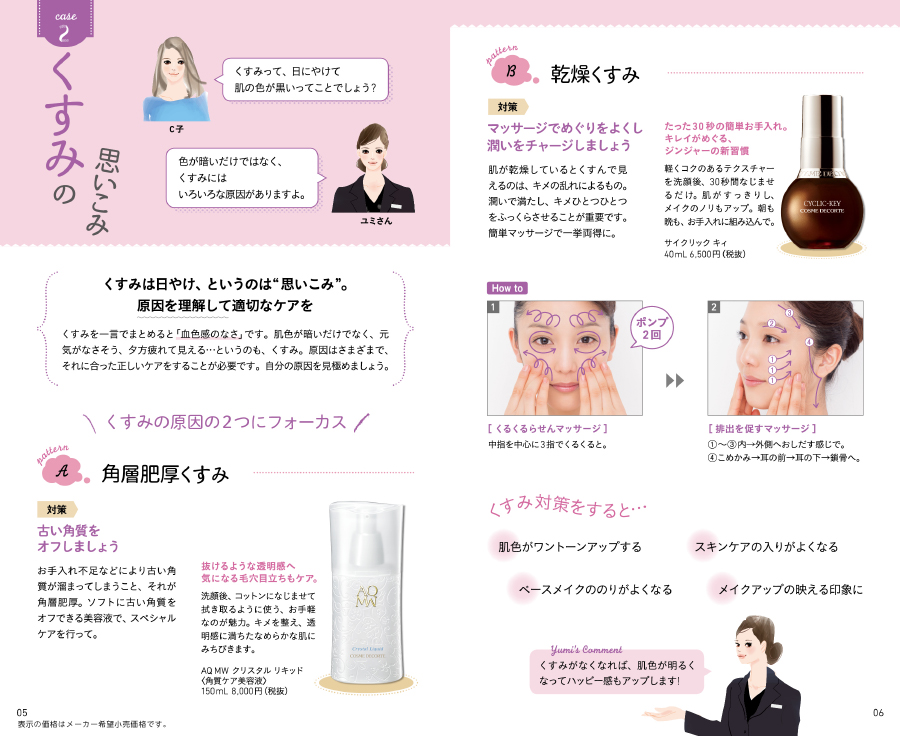 case
2
くすみの
思いこみ
くすみって、日にやけて
肌の色が黒いってことでしょう?
C子
色が暗いだけではなく、
くすみには
いろいろな原因がありますよ。
ユミさん
くすみは日やけ、というのは“思いこみ”。
原因を理解して適切なケアを
くすみを一言でまとめると「血色感のなさ」です。肌色が暗いだけでなく、元
気がなさそう、夕方疲れて見える…というのも、くすみ。原因はさまざまで、
それに合った正しいケアをすることが必要です。自分の原因を見極めましょう。
くすみの原因の2つにフォーカス
pattern
A
角層肥厚くすみ
対策
古い角質を
オフしましょう
お手入れ不足などにより古い角
質が溜まってしまうこと、それが
角層肥厚。ソフトに古い角質を
オフできる美容液で、スペシャル
ケアを行って。
抜けるような透明感へ
気になる毛穴目立ちもケア。
洗顔後、コットンになじませて
拭き取るように使う、お手軽
なのが魅力。キメを整え、透
明感に満ちたなめらかな肌に
みちびきます。
AQ MW クリスタル リキッド
〈角質ケア美容液〉
150mL 8,000円(税抜)
AQ
MW
Crystal Liquid
COSME DECORTE
05
表示の価格はメーカー希望小売価格です。
pattern
B
乾燥くすみ
対策
マッサージでめぐりをよくし
潤いをチャージしましょう
肌が乾燥しているとくすんで見
えるのは、キメの乱れによるもの。
潤いで満たし、キメひとつひとつ
をふっくらさせることが重要です。
簡単マッサージで一挙両得に。
たった30秒の簡単お手入れ。
キレイがめぐる、
ジンジャーの新習慣
軽くコクのあるテクスチャー
を洗顔後、30秒間なじませ
るだけ。肌がすっきりし、
メイクのノリもアップ。朝も
晩も、お手入れに組み込んで。
サイクリック キィ
40mL 6,500円(税抜)
CYCLIC-KEY
COSME DECORTE
How to
1
ポンプ
2回
[ くるくるらせんマッサージ ]
中指を中心に3指でくるくると。
2
②
③
④
①
①
①
[ 排出を促すマッサージ ]
①〜③内→外側へおしだす感じで。
④こめかみ→耳の前→耳の下→鎖骨へ。
くすみ対策をすると…
肌色がワントーンアップする
スキンケアの入りがよくなる
ベースメイクののりがよくなる
メイクアップの映える印象に
Yumi's Comment
くすみがなくなれば、肌色が明るく
なってハッピー感もアップします!
06